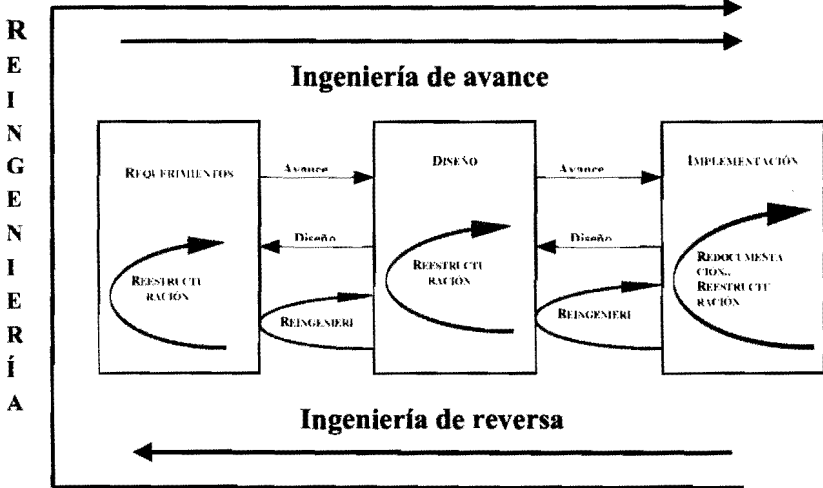 REINGENIERÍA
Ingeniería de avance
REQUERIMIENTOS
Avance
DISEÑO
Avance
IMPLEMENTACIÓN
Diseño
Diseño
REESTRUCTU
RACIÓN
REESTRUCTU
RACIÓN
REDOCUMENTA
CIÓN..
REESTRUCTU
RACIÓN
REINGENIERI
REINGENIERI
Ingeniería de reversa